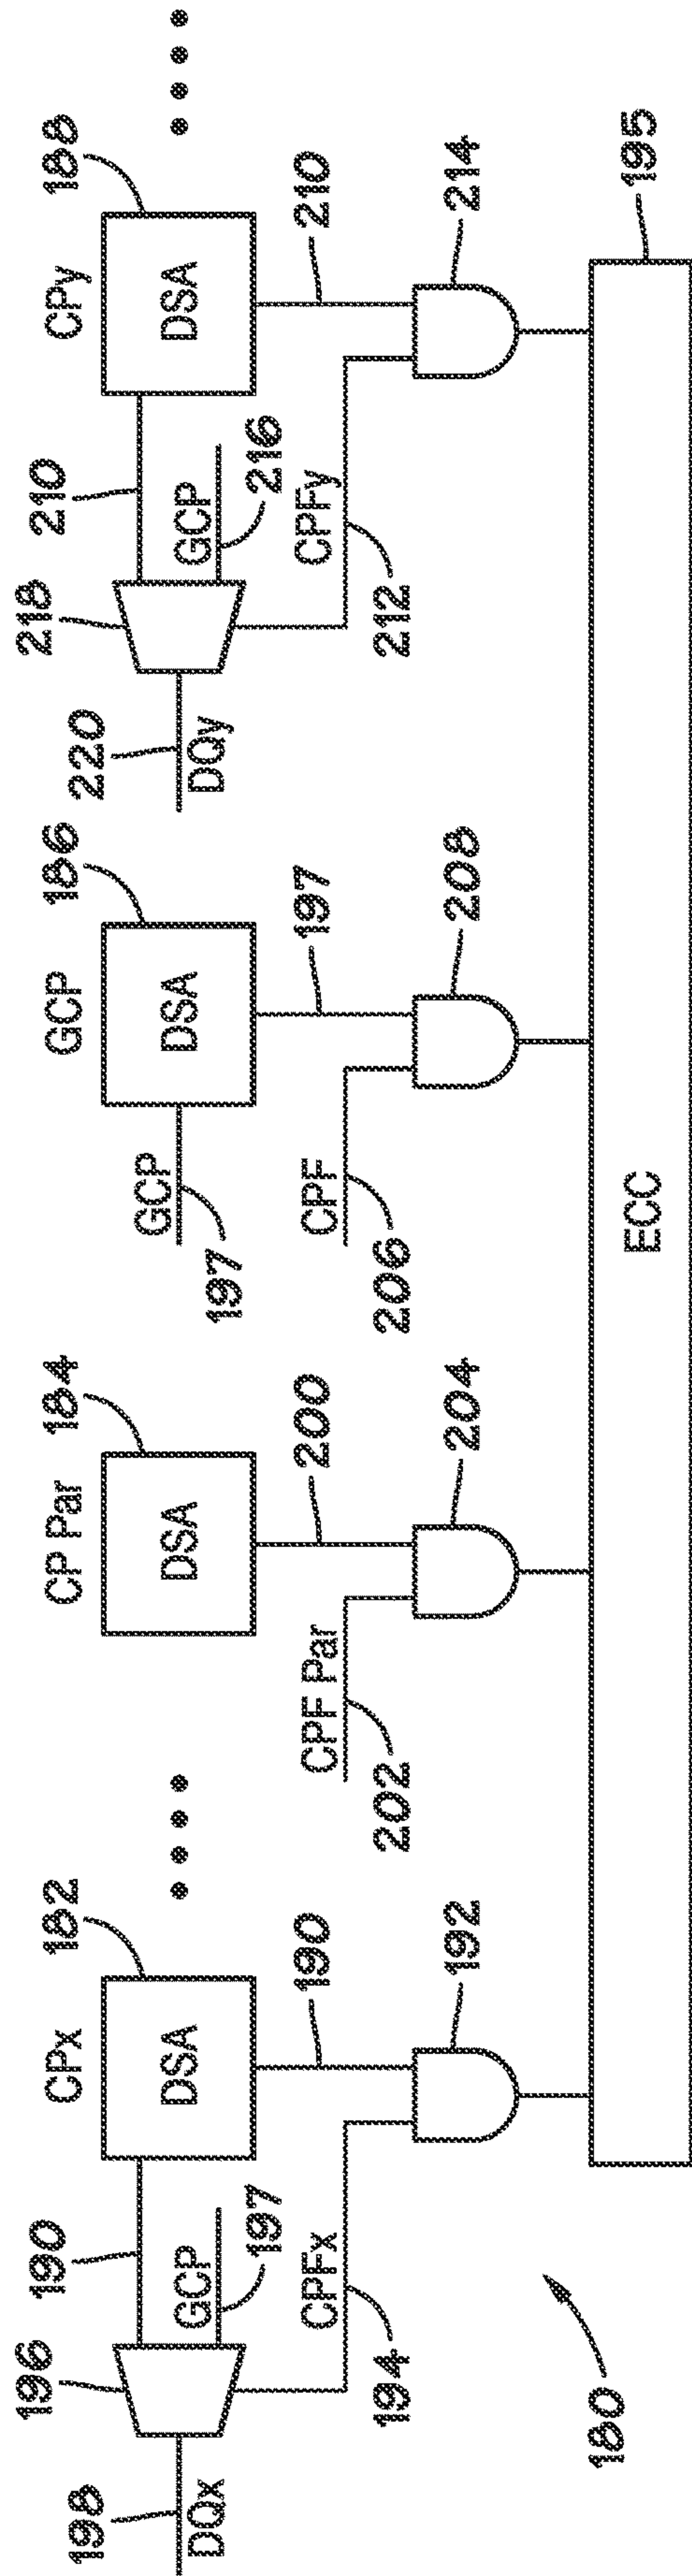 CPx
182
CP Par
184
GCP
186
CPy
188
196
190
DSA
DSA
DSA
218
210
DSA
198
DQx
GCP
197
190
200
GCP
197
197
220
DQy
GCP
216
210
CPFx
194
192
CPF Par
202
204
CPF
206
208
CPFy
212
214
180
ECC
195